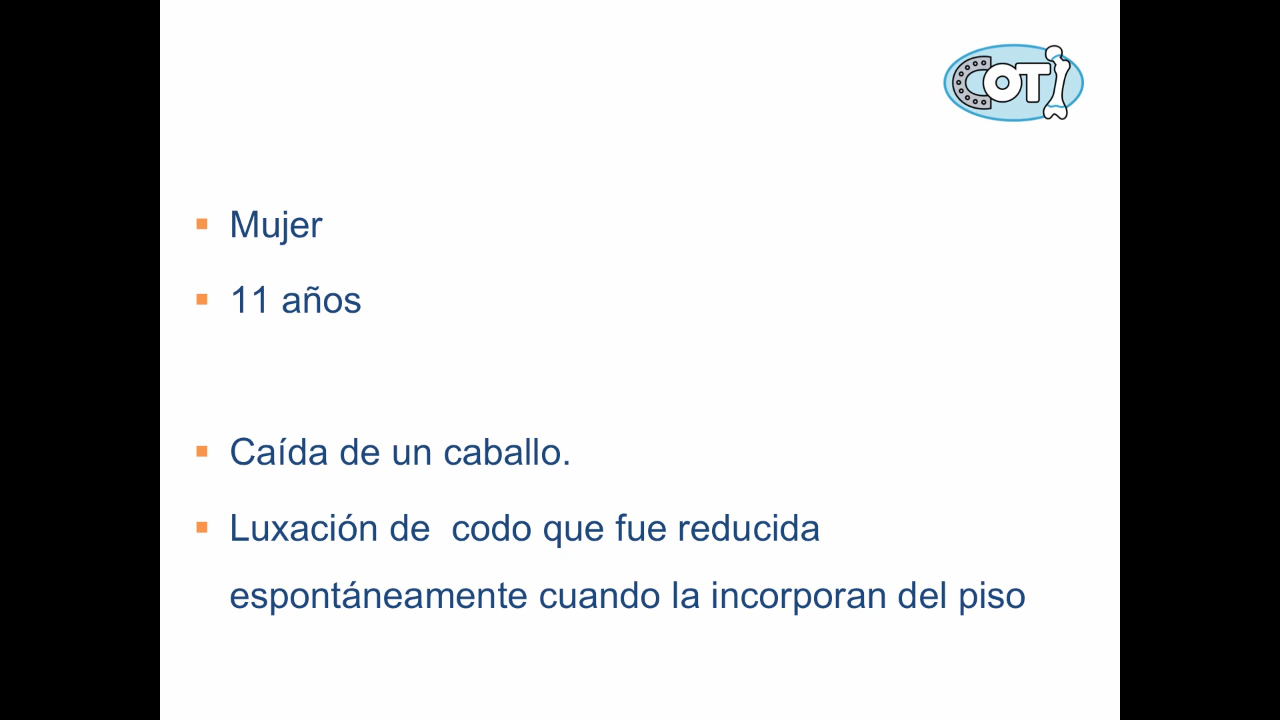 COTI
Mujer
11 años
Caída de un caballo.
Luxación de  codo que fue reducida
espontáneamente cuando la incorporan del piso